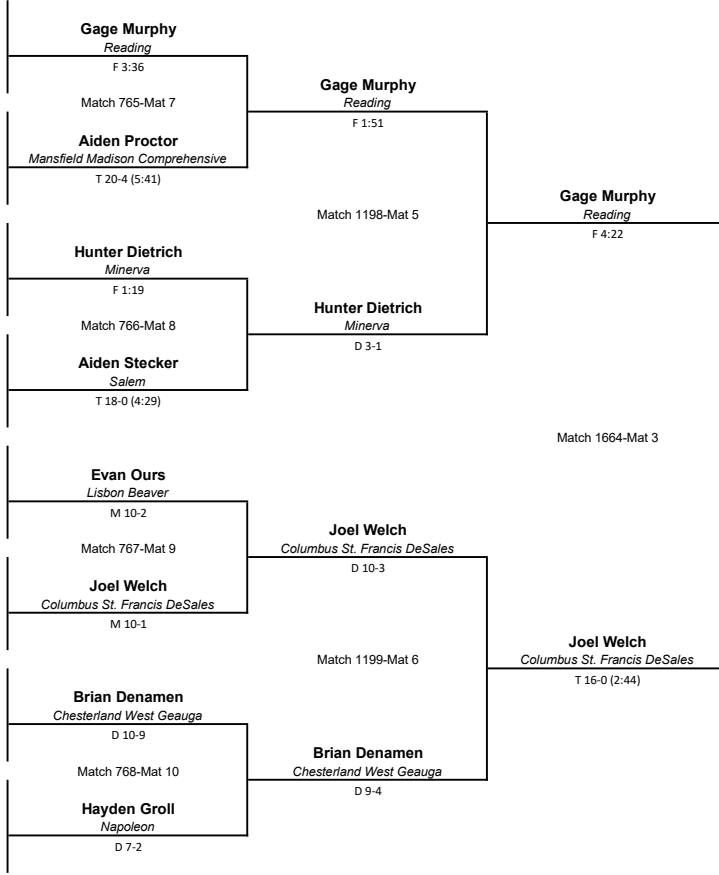 Gage Murphy
Reading
F 3:36
Match 765-Mat 7
Aiden Proctor
Mansfield Madison Comprehensive
T 20-4 (5:41)
Hunter Dietrich
Minerva
F 1:19
Match 766-Mat 8
Aiden Stecker
Salem
T 18-0 (4:29)
Evan Ours
Lisbon Beaver
M 10-2
Match 767-Mat 9
Joel Welch
Columbus St. Francis DeSales
M 10-1
Brian Denamen
Chesterland West Geauga
D 10-9
Match 768-Mat 10
Hayden Groll
Napoleon
D 7-2
Gage Murphy
Reading
F 1:51
Match 1198-Mat 5
Hunter Dietrich
Minerva
D 3-1
Joel Welch
Columbus St. Francis DeSales
D 10-3
Match 1199-Mat 6
Brian Denamen
Chesterland West Geauga
D 9-4
Gage Murphy
Reading
F 4:22
Match 1664-Mat 3
Joel Welch
Columbus St. Francis DeSales
T 16-0 (2:44)